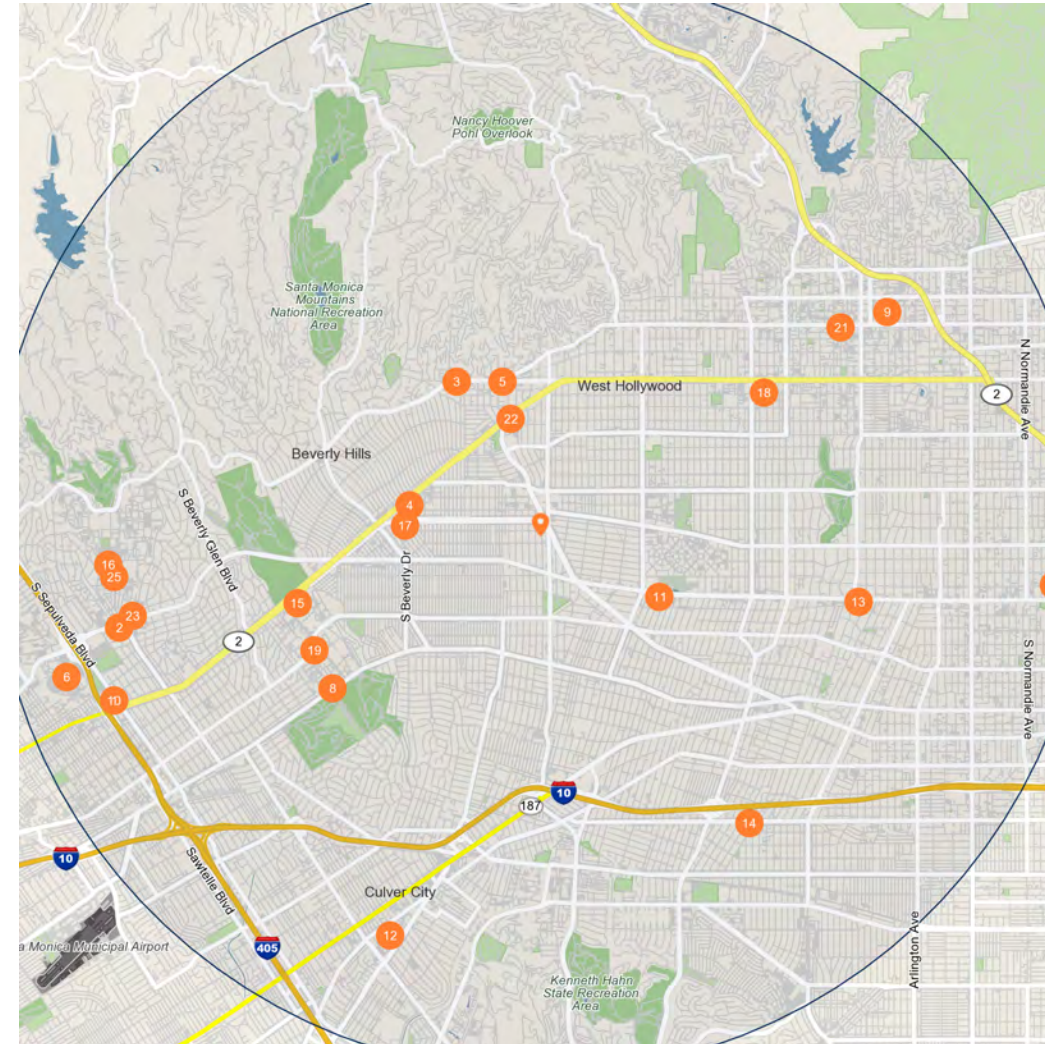 Nancy Hoover
Pohl Overlook
Santa Monica
Mountains
National Recreation
Area
9
21
N Normandie Ave
3
5
West Hollywood
18
2
22
Beverly Hills
S Beverly Glen Blvd
4
17
16
25
S Beverly Dr
11
13
15
23
2
2
S Sepulveda Blvd
19
6
8
10
S Normandie Ave
10
187
14
10
Sawtelle Blvd
Culver City
12
405
a Monica Municipal Airport
Arlington Ave
Kenneth Hahn
State Recreation
Area